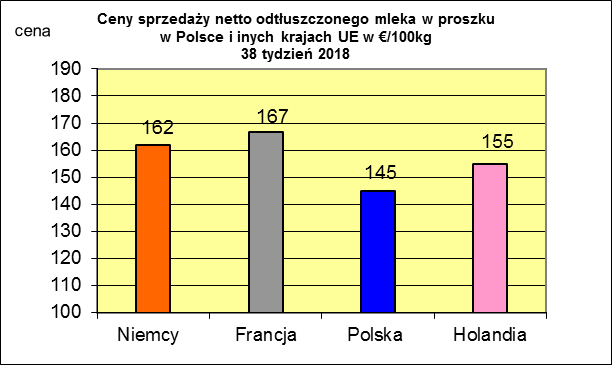 Ceny sprzedaży netto odtłuszczonego mleka w proszku
w Polsce i inych krajach UE w €/100kg
38 tydzień 2018
cena
190
180
170
160
150
140
130
120
110
100
162
167
145
155
Niemcy Francja Polska Holandia